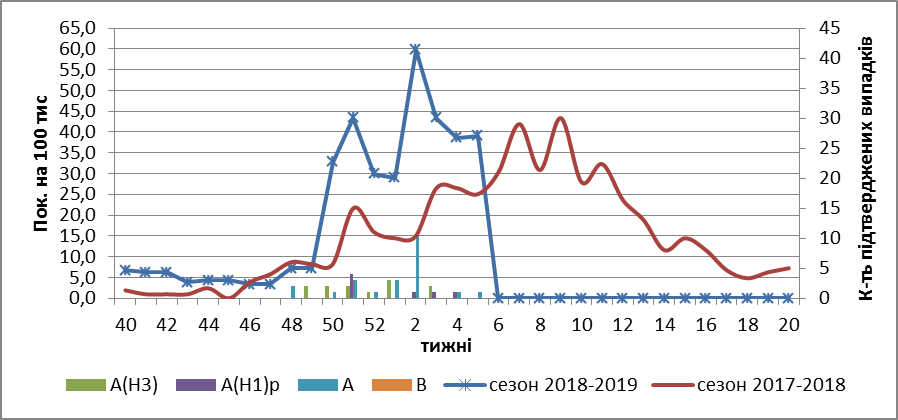 65,0 45
60,0 40
55,0
50,0 35
45,0 30
40,0
35,0 25
30,0 20
25,0
20,0 15
15,0 10
10,0
5,0 5
0,0 0
Пок. на 100 тис
К-ть підтверджених випадків
40 42 44 46 48 50 52 2 4 6 8 10 12 14 16 18 20
тижні
А(Н3) А(Н1)р А В сезон 2018-2019 сезон 2017-2018